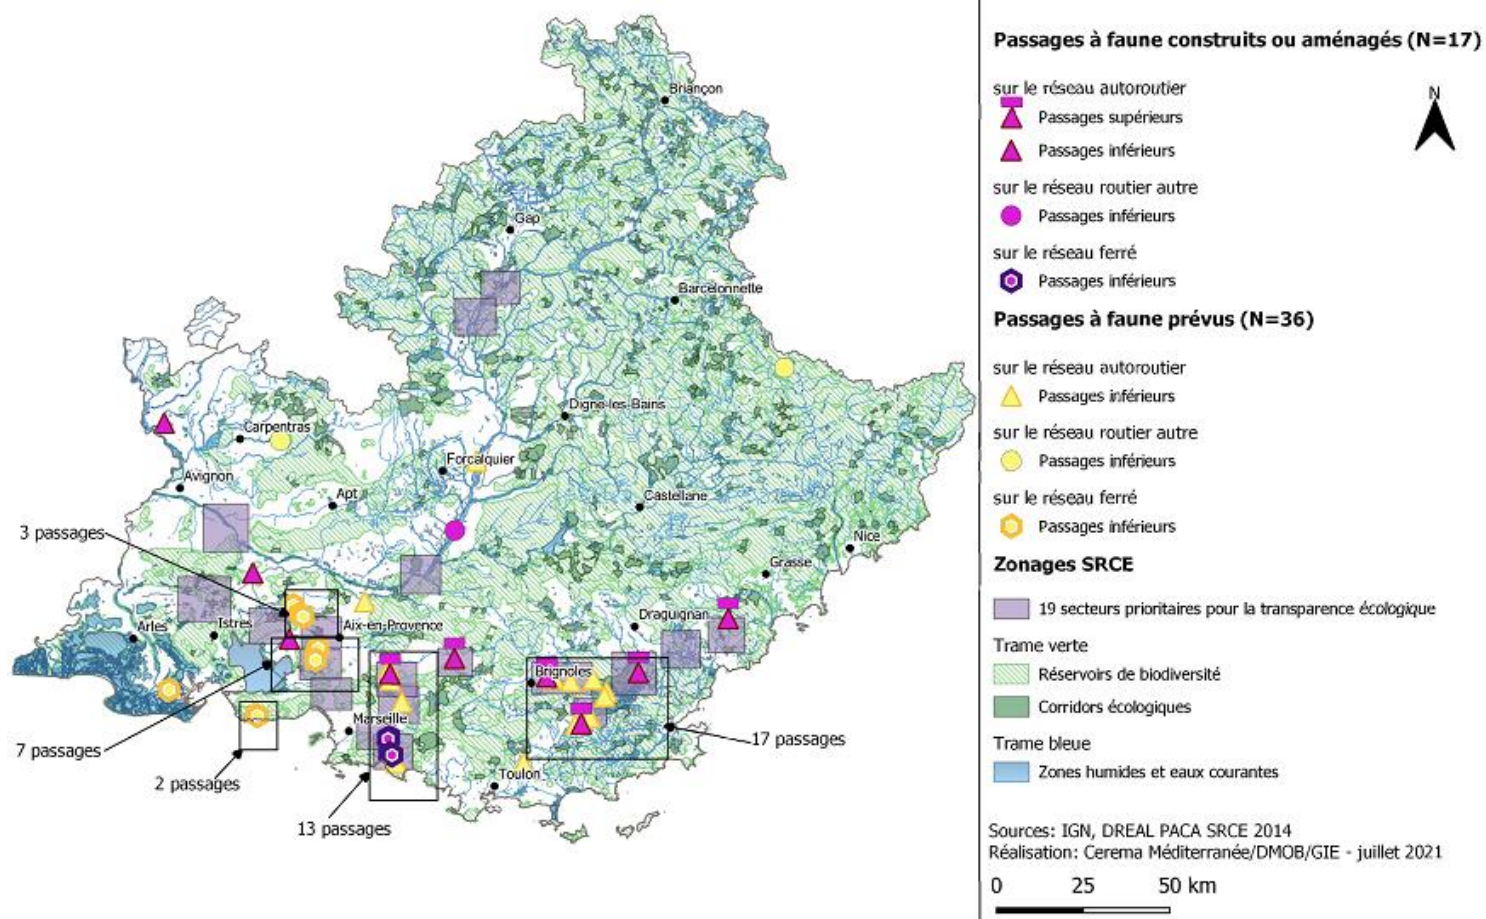 Briançon
Gap
Barcelonnette
Digne-les-Bains
Carpentras
Forcalquier
Avignon
Apt
Castellane
3 passages
Nice
Grasse
Draguignan
Arles
Istres
Aix-en-Provence
Brignoles
Marseille
17 passages
7 passages
2 passages
Toulon
13 passages
Passages à faune construits ou aménagés (N=17)
N
sur le réseau autoroutier
Passages supérieurs
Passages inférieurs
sur le réseau routier autre
Passages inférieurs
sur le réseau ferré
Passages inférieurs
Passages à faune prévus (N=36)
sur le réseau autoroutier
Passages inférieurs
sur le réseau routier autre
Passages inférieurs
sur le réseau ferré
Passages inférieurs
Zonages SRCE
19 secteurs prioritaires pour la transparence écologique
Trame verte
Réservoirs de biodiversité
Corridors écologiques
Trame bleue
Zones humides et eaux courantes
Sources: IGN, DREAL PACA SRCE 2014
Réalisation: Cerema Méditerranée/DMOB/GIE - juillet 2021
0 25 50 km